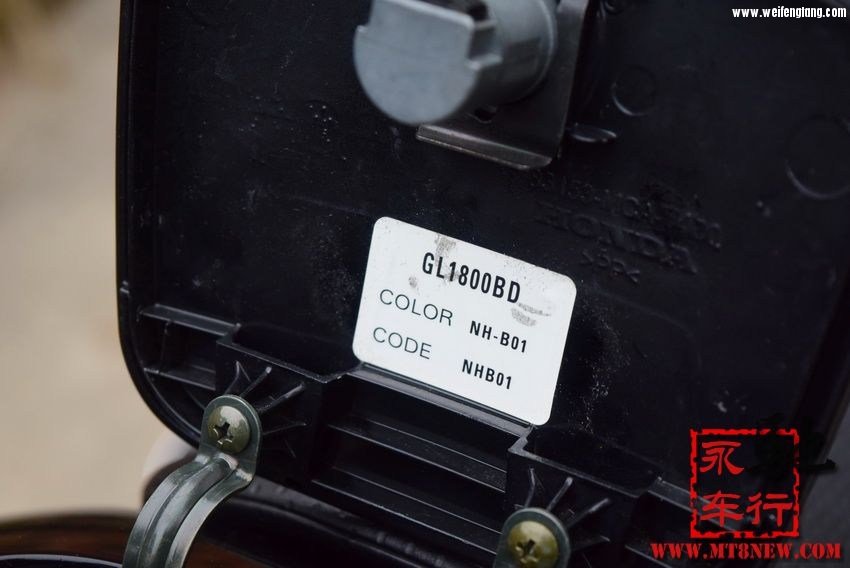 www.weifengtang.com
HONDA
GL1800BD
COLOR NH-B01
CODE NHB01
永
车行
WWW.MT8NEW.COM